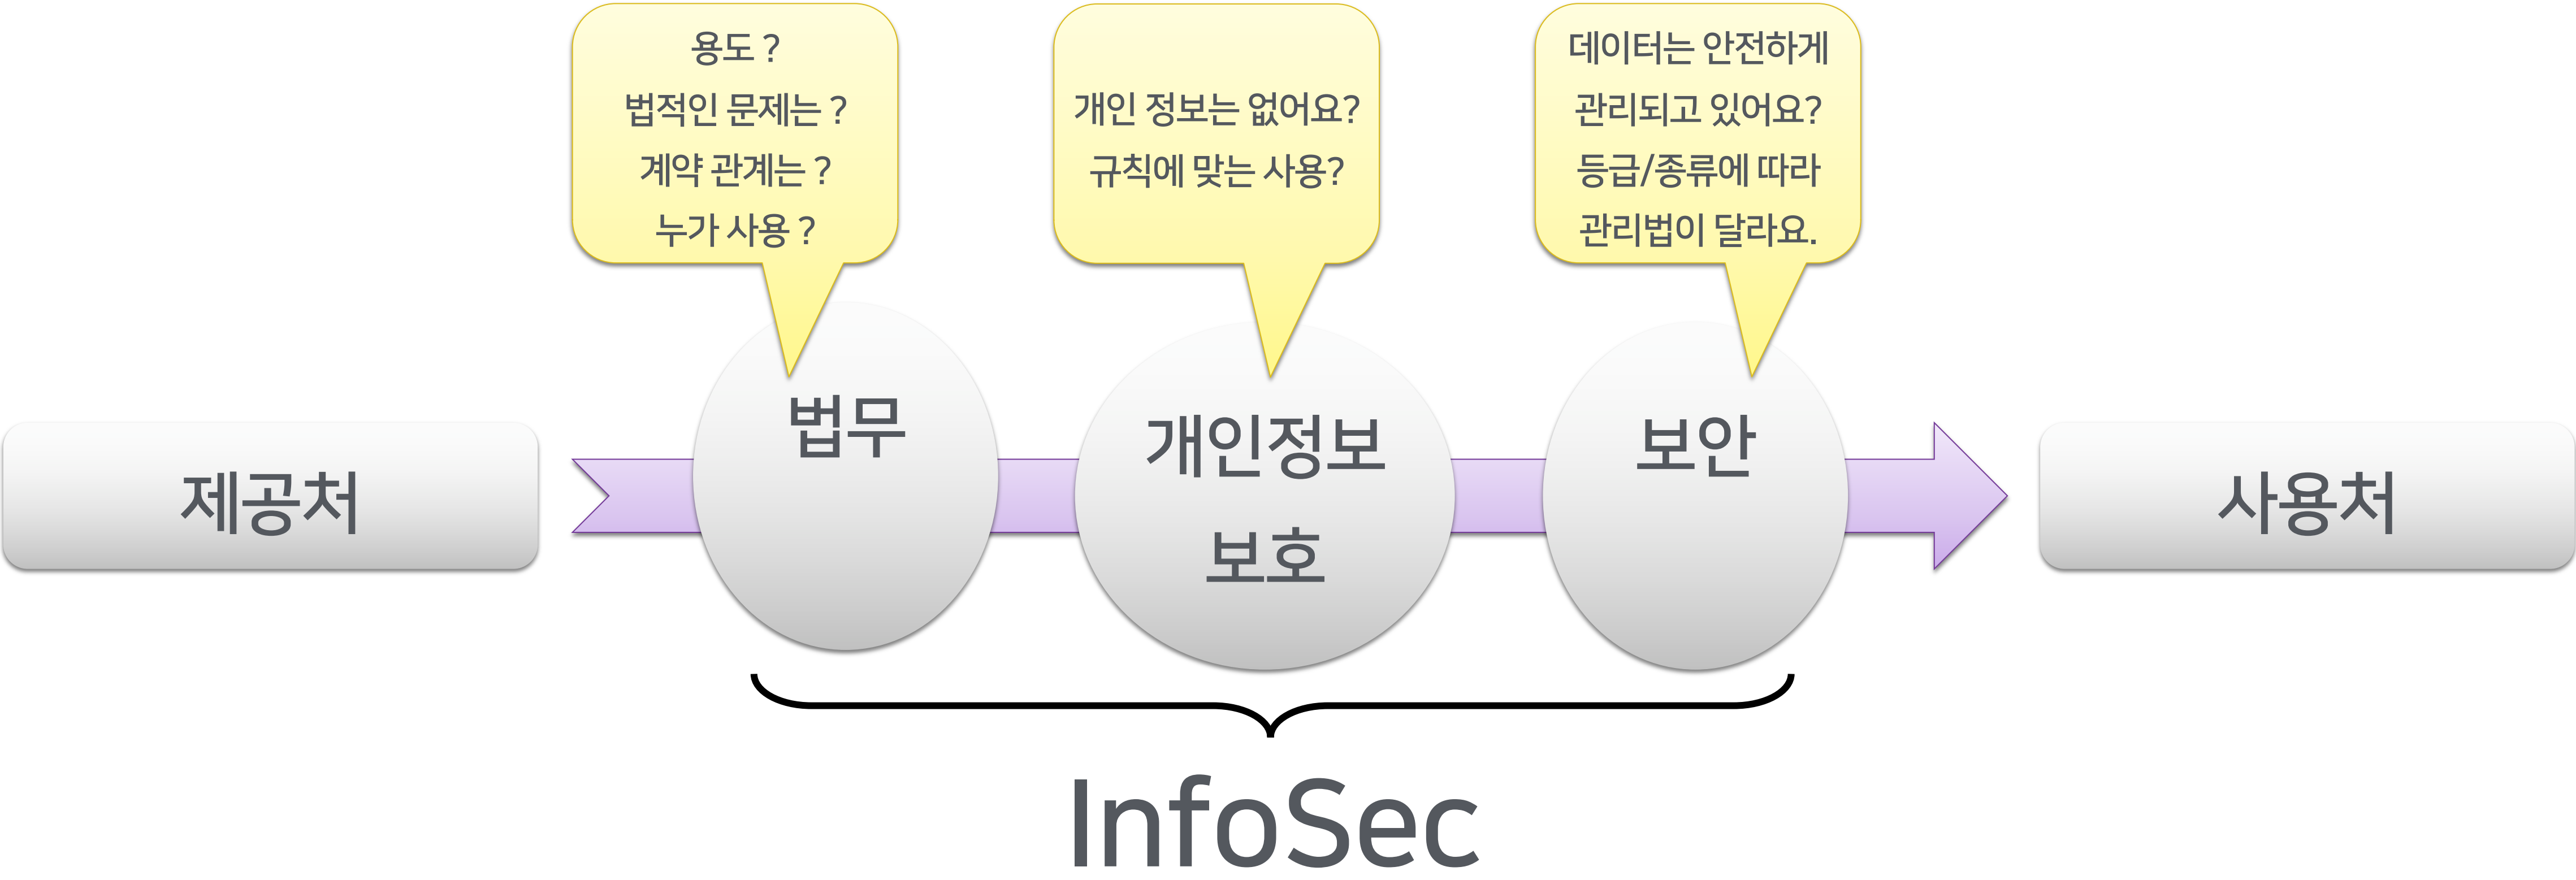 용도 ?
법적인 문제는 ?
계약 관계는 ?
누가 사용 ?
개인 정보는 없어요?
규칙에 맞는 사용?
데이터는 안전하게
관리되고 있어요?
등급/종류에 따라
관리법이 달라요.
제공처
법무
개인정보
보호
보안
사용처
InfoSec